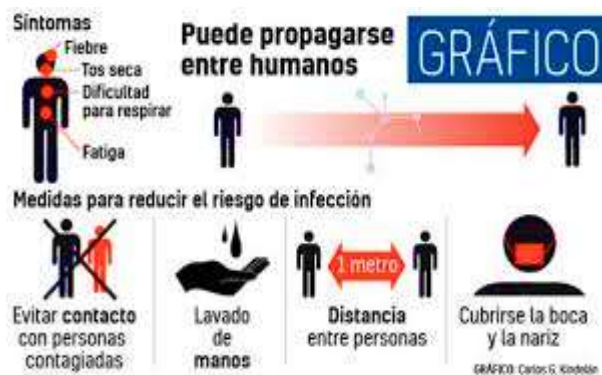 Síntomas
Fiebre
Tos seca
Dificultad
para respirar
Fatiga
Puede propagarse
entre humanos
GRÁFICO
Medidas para reducir el riesgo de infección
Evitar contacto
con personas
contagiadas
Lavado
de
manos
1 metro
Distancia
entre personas
Cubrirse la boca
y la nariz
GRÁFICO: Carlos G. Kindelán